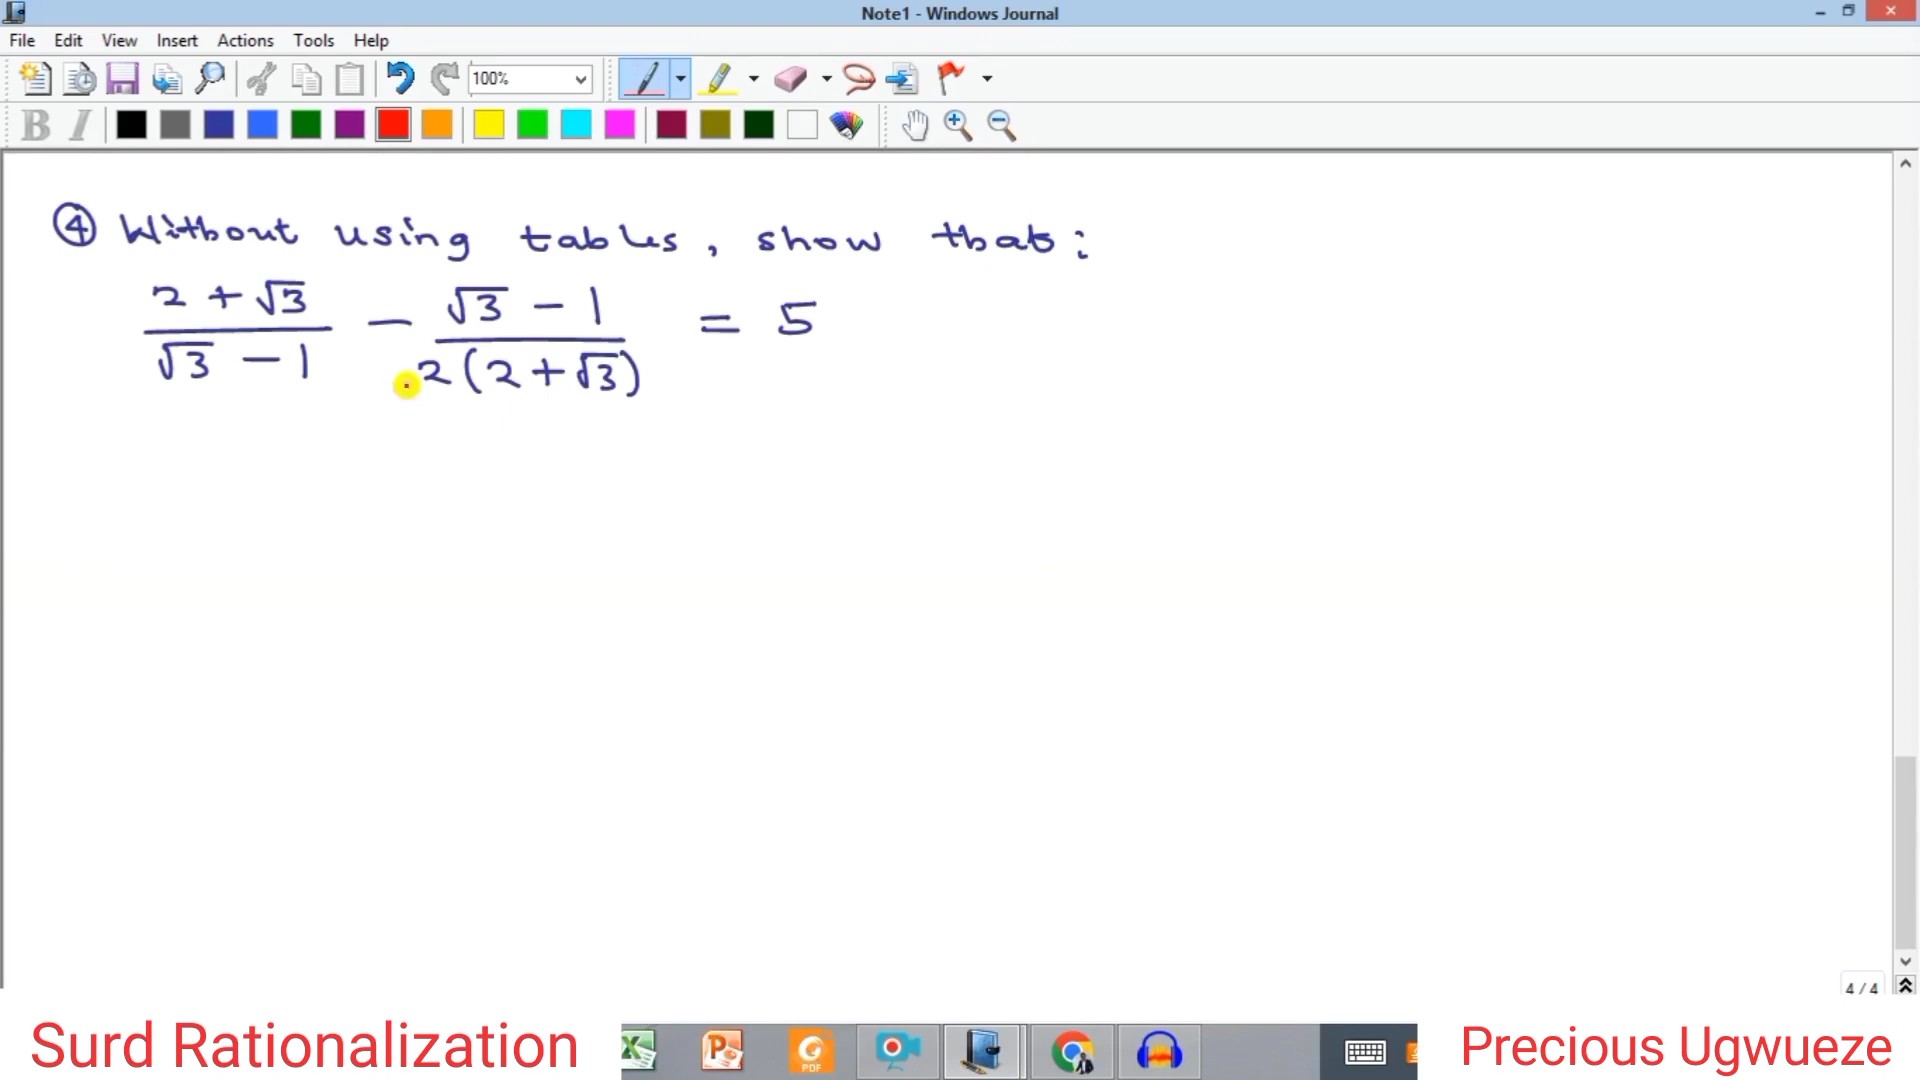 Note1 - Windows Journal
File Edit View Insert Actions Tools Help
100%
B I
④ Without using tables, show that:
2 + √3 / √3 - 1 - √3 - 1 / 2(2 + √3) = 5
4 / 4
Surd Rationalization
PDF
Precious Ugwueze